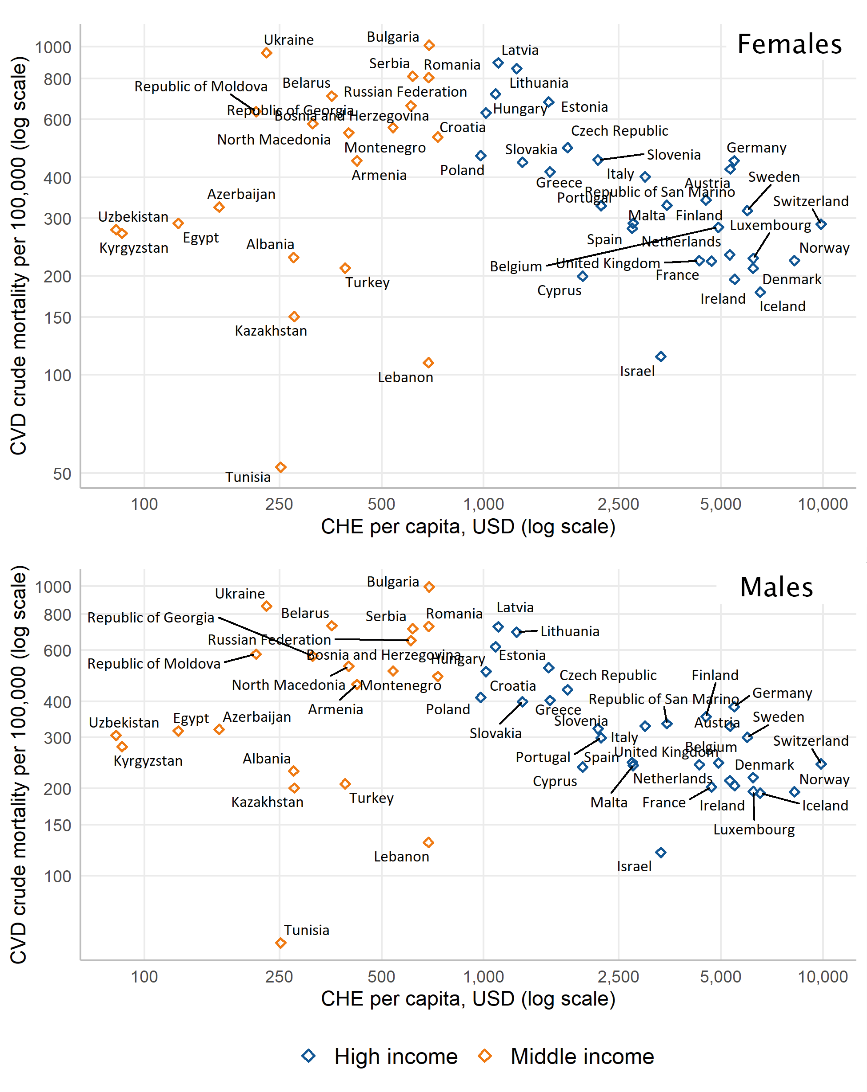 Females
CVD crude mortality per 100,000 (log scale)
1000
800
600
400
300
200
150
100
50
Ukraine
Bulgaria
Latvia
Serbia
Romania
Republic of Moldova
Belarus
Russian Federation
Lithuania
Republic of Georgia
Bosnia and Herzegovina
Hungary
Estonia
North Macedonia
Croatia
Czech Republic
Montenegro
Slovakia
Slovenia
Germany
Armenia
Poland
Greece
Italy
Austria
Sweden
Azerbaijan
Portugal
Republic of San Marino
Switzerland
Uzbekistan
Malta
Finland
Luxembourg
Kyrgyzstan
Egypt
Albania
Spain
Netherlands
Norway
Belgium
United Kingdom
France
Turkey
Cyprus
Denmark
Ireland
Iceland
Kazakhstan
Israel
Lebanon
Tunisia
100
250
500
1,000
2,500
5,000
10,000
CHE per capita, USD (log scale)
Males
CVD crude mortality per 100,000 (log scale)
1000
800
600
400
300
200
150
100
Bulgaria
Ukraine
Belarus
Serbia
Romania
Latvia
Republic of Georgia
Russian Federation
Lithuania
Republic of Moldova
Bosnia and Herzegovina
Hungary
Estonia
North Macedonia
Montenegro
Croatia
Czech Republic
Finland
Armenia
Poland
Greece
Republic of San Marino
Germany
Uzbekistan
Egypt
Azerbaijan
Slovakia
Slovenia
Austria
Sweden
Kyrgyzstan
Italy
Switzerland
Albania
Portugal
Spain
United Kingdom
Belgium
Denmark
Kazakhstan
Turkey
Cyprus
Netherlands
Norway
Malta
France
Ireland
Iceland
Luxembourg
Lebanon
Israel
Tunisia
100
250
500
1,000
2,500
5,000
10,000
CHE per capita, USD (log scale)
High income
Middle income